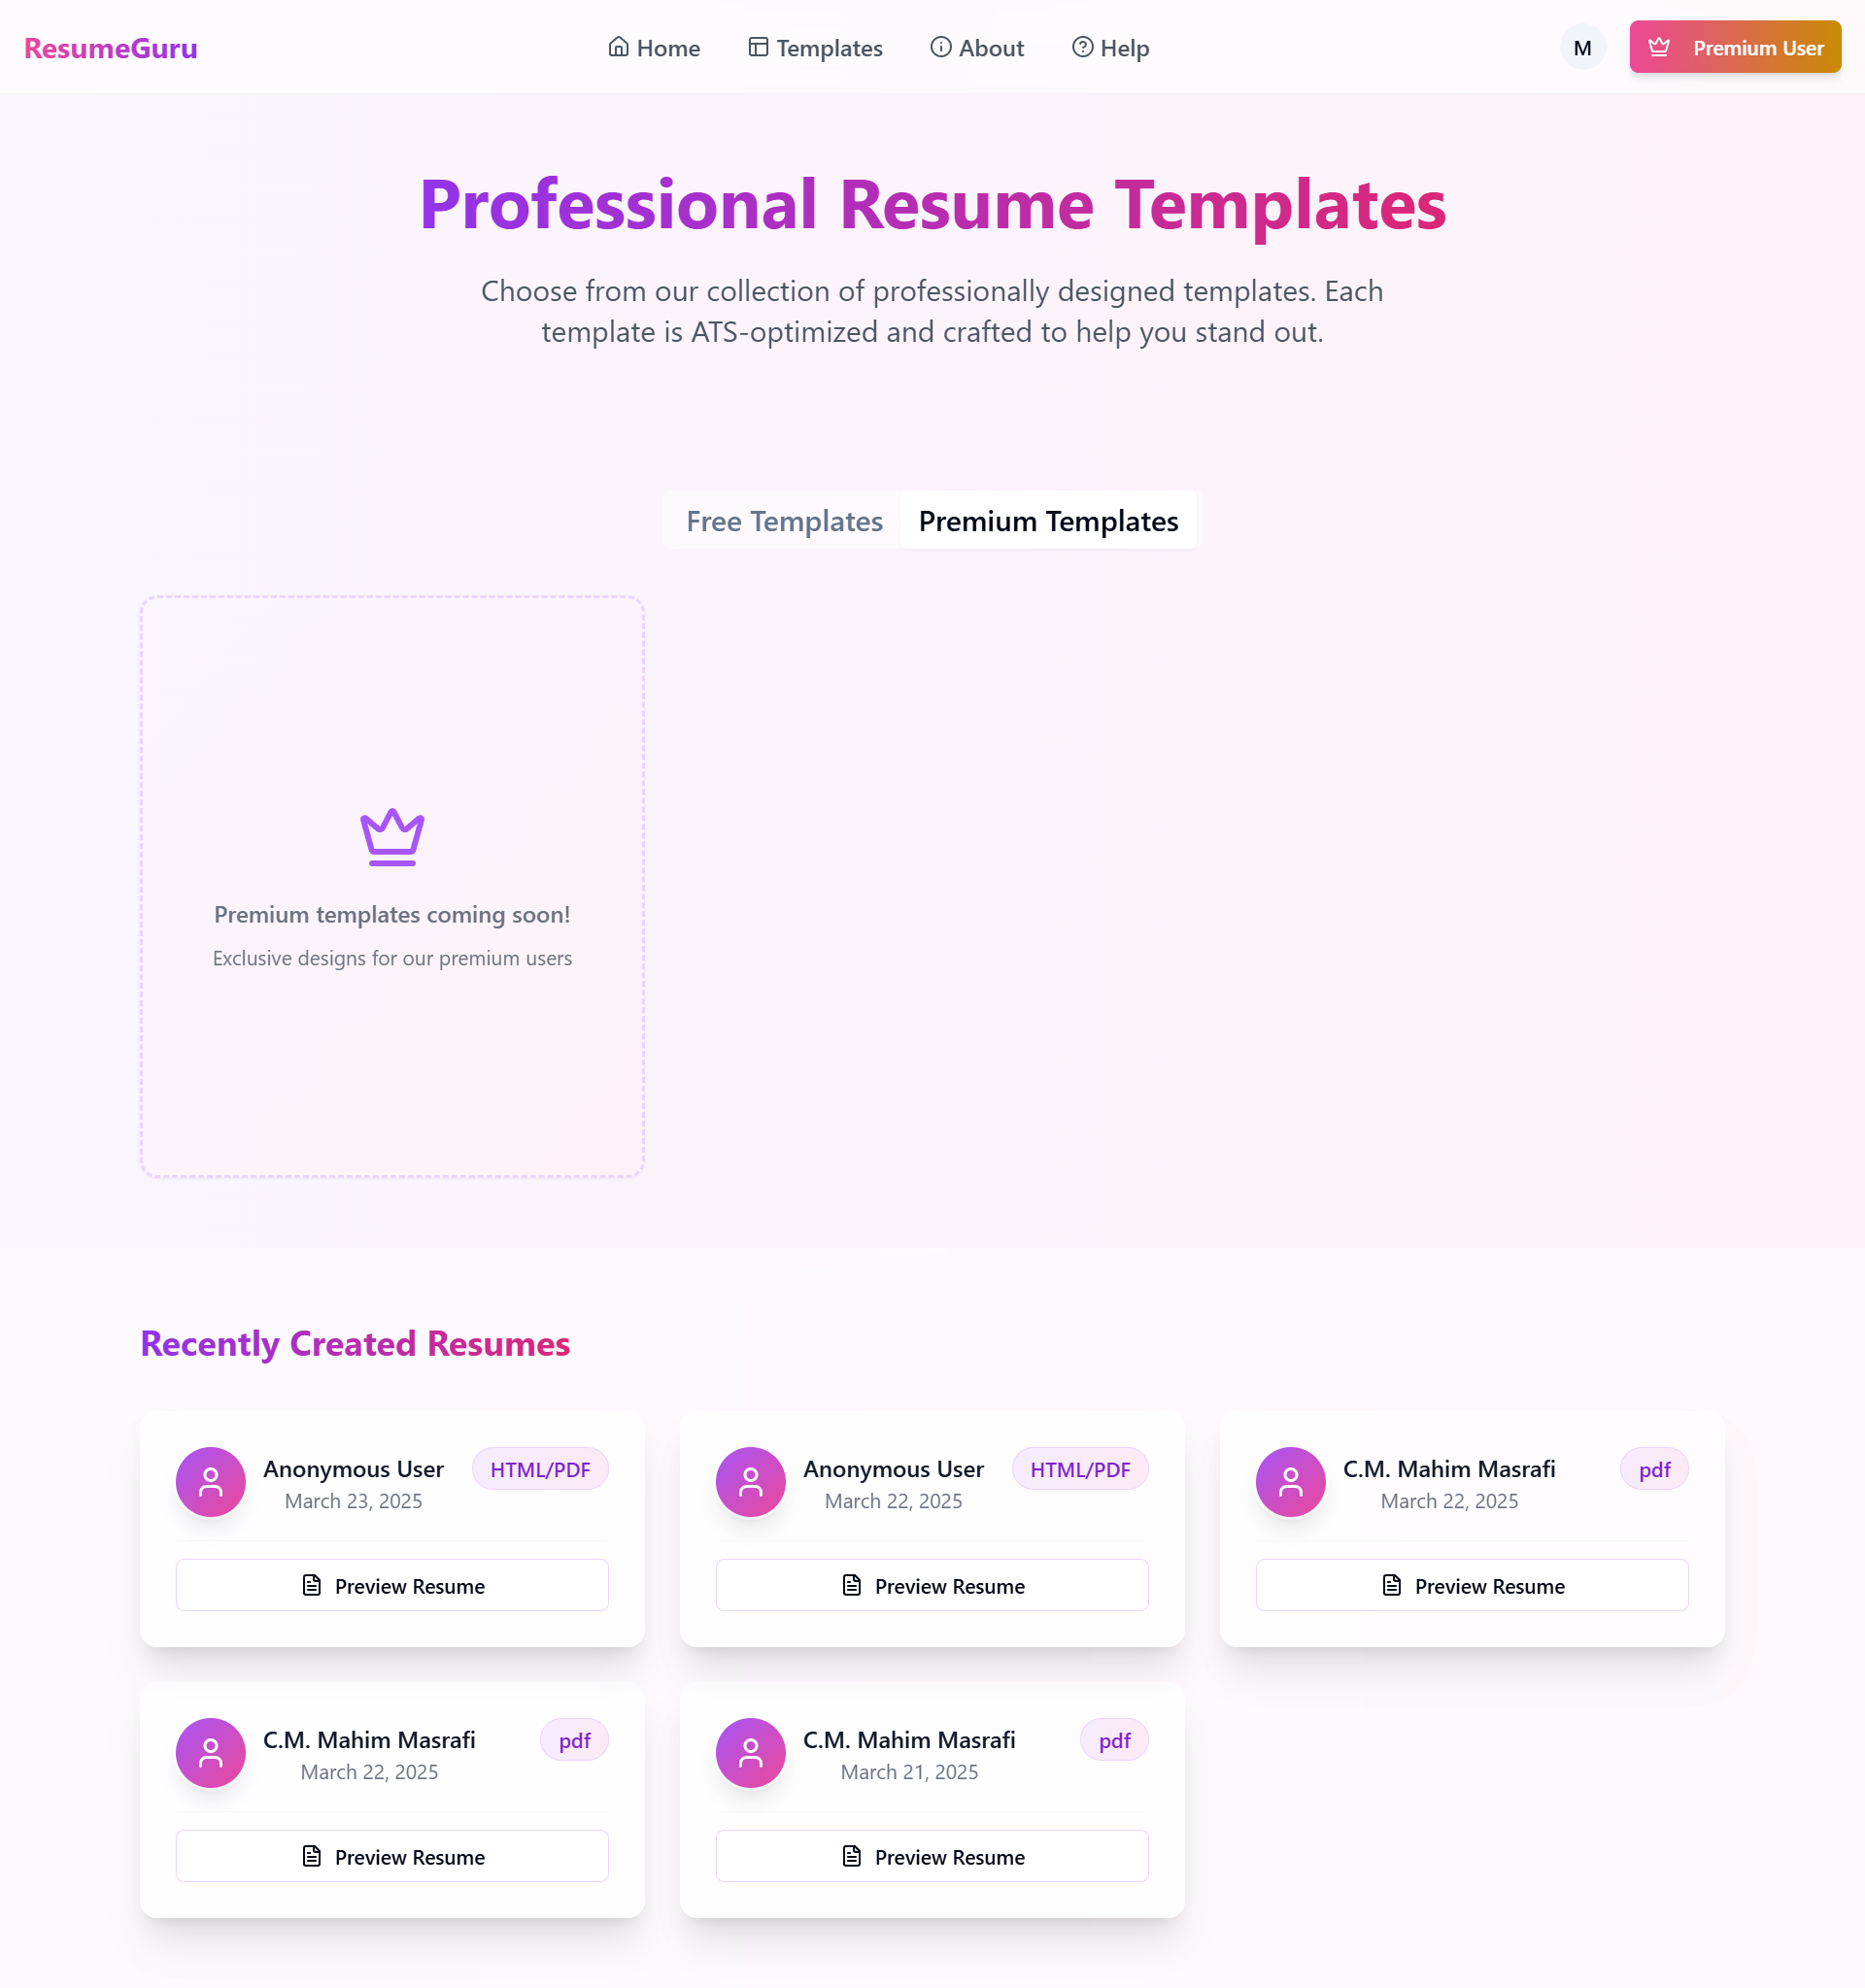 ResumeGuru
Home
Templates
About
Help
M
Premium User
Professional Resume Templates
Choose from our collection of professionally designed templates. Each
template is ATS-optimized and crafted to help you stand out.
Free Templates
Premium Templates
Premium templates coming soon!
Exclusive designs for our premium users
Recently Created Resumes
Anonymous User
March 23, 2025
HTML/PDF
Preview Resume
Anonymous User
March 22, 2025
HTML/PDF
Preview Resume
C.M. Mahim Masrafi
March 22, 2025
pdf
Preview Resume
C.M. Mahim Masrafi
March 22, 2025
pdf
Preview Resume
C.M. Mahim Masrafi
March 21, 2025
pdf
Preview Resume